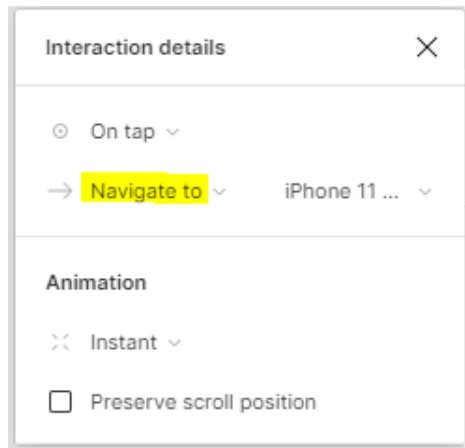 Interaction details
On tap
Navigate to iPhone 11 ...
Animation
Instant
Preserve scroll position